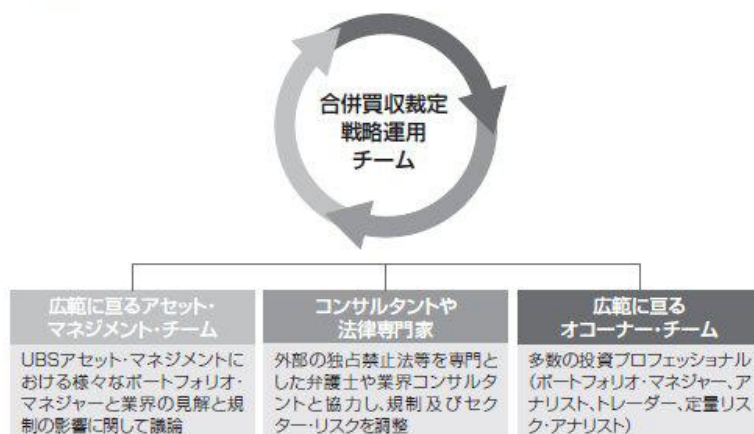 合併買収裁定
戦略運用
チーム
広範に亘るアセット・
マネジメント・チーム
UBSアセット・マネジメントに
おける様々なポートフォリオ・
マネジャーと業界の見解と規
制の影響に関して議論
コンサルタントや
法律専門家
外部の独占禁止法等を専門と
した弁護士や業界コンサルタ
ントと協力し、規制及びセク
ター・リスクを調整
広範に亘る
オコーナー・チーム
多数の投資プロフェッショナル
(ポートフォリオ・マネジャー、ア
ナリスト、トレーダー、定量リス
ク・アナリスト)